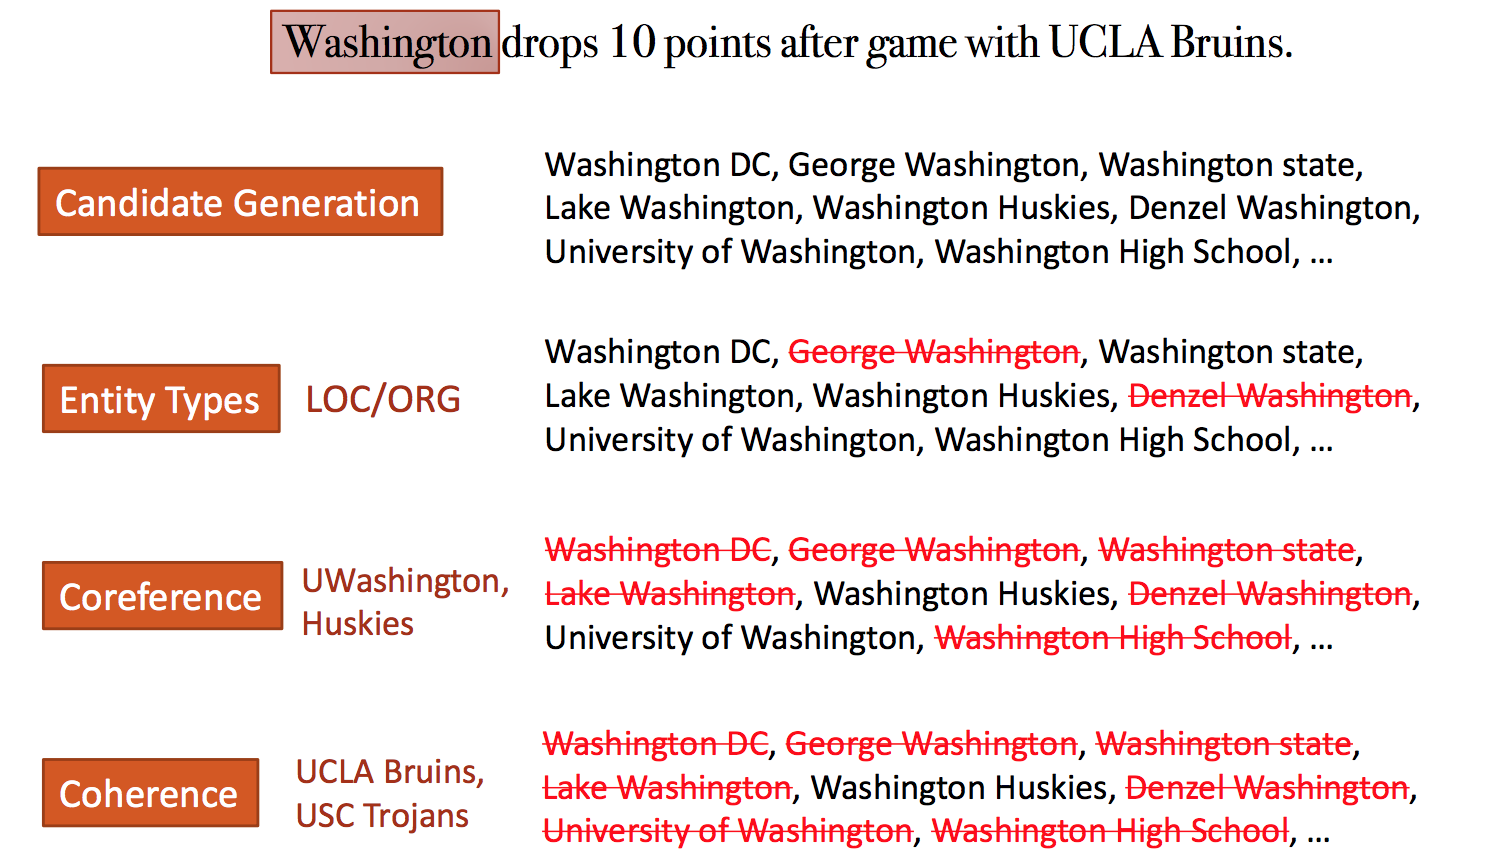 Washington drops 10 points after game with UCLA Bruins.
Candidate Generation
Washington DC, George Washington, Washington state,
Lake Washington, Washington Huskies, Denzel Washington,
University of Washington, Washington High School, ...
Entity Types
LOC/ORG
Washington DC, George Washington, Washington state,
Lake Washington, Washington Huskies, Denzel Washington,
University of Washington, Washington High School, ...
Coreference
UWashington,
Huskies
Washington DC, George Washington, Washington state,
Lake Washington, Washington Huskies, Denzel Washington,
University of Washington, Washington High School, ...
Coherence
UCLA Bruins,
USC Trojans
Washington DC, George Washington, Washington state,
Lake Washington, Washington Huskies, Denzel Washington,
University of Washington, Washington High School, ...